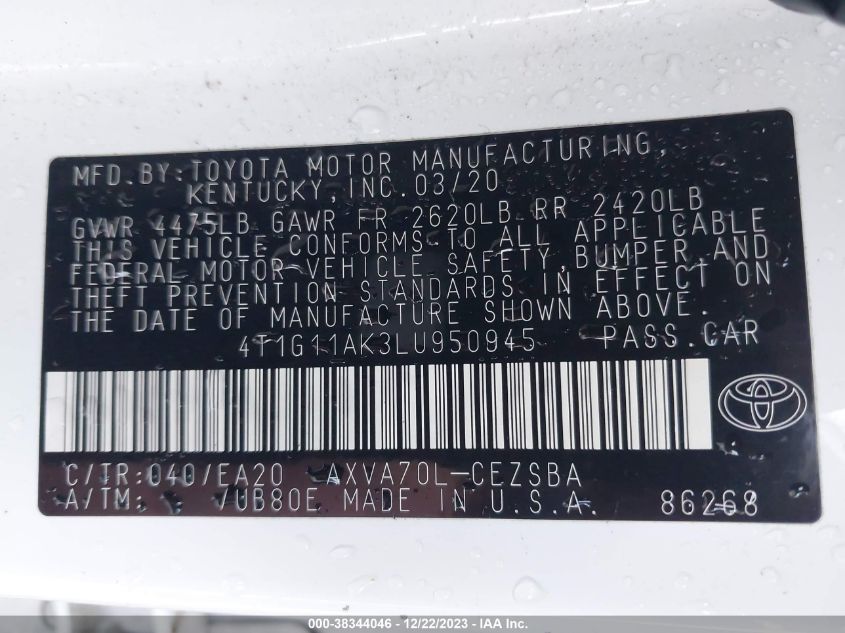 MFD. BY: TOYOTA MOTOR MANUFACTURING,
KENTUCKY, INC. 03/20
GVWR 4475LB GAWR FR 2620LB RR 2420LB
THIS VEHICLE CONFORMS TO ALL APPLICABLE
FEDERAL MOTOR VEHICLE SAFETY, BUMPER, AND
THEFT PREVENTION STANDARDS IN EFFECT ON
THE DATE OF MANUFACTURE SHOWN ABOVE.
4T1G11AK3LU950945 PASS. CAR
C/TR: 040/EA20 AXVA70L-CEZSBA
A/TM: /UB80E MADE IN U.S.A. 86268
000-38344046 - 12/22/2023 - IAA Inc.